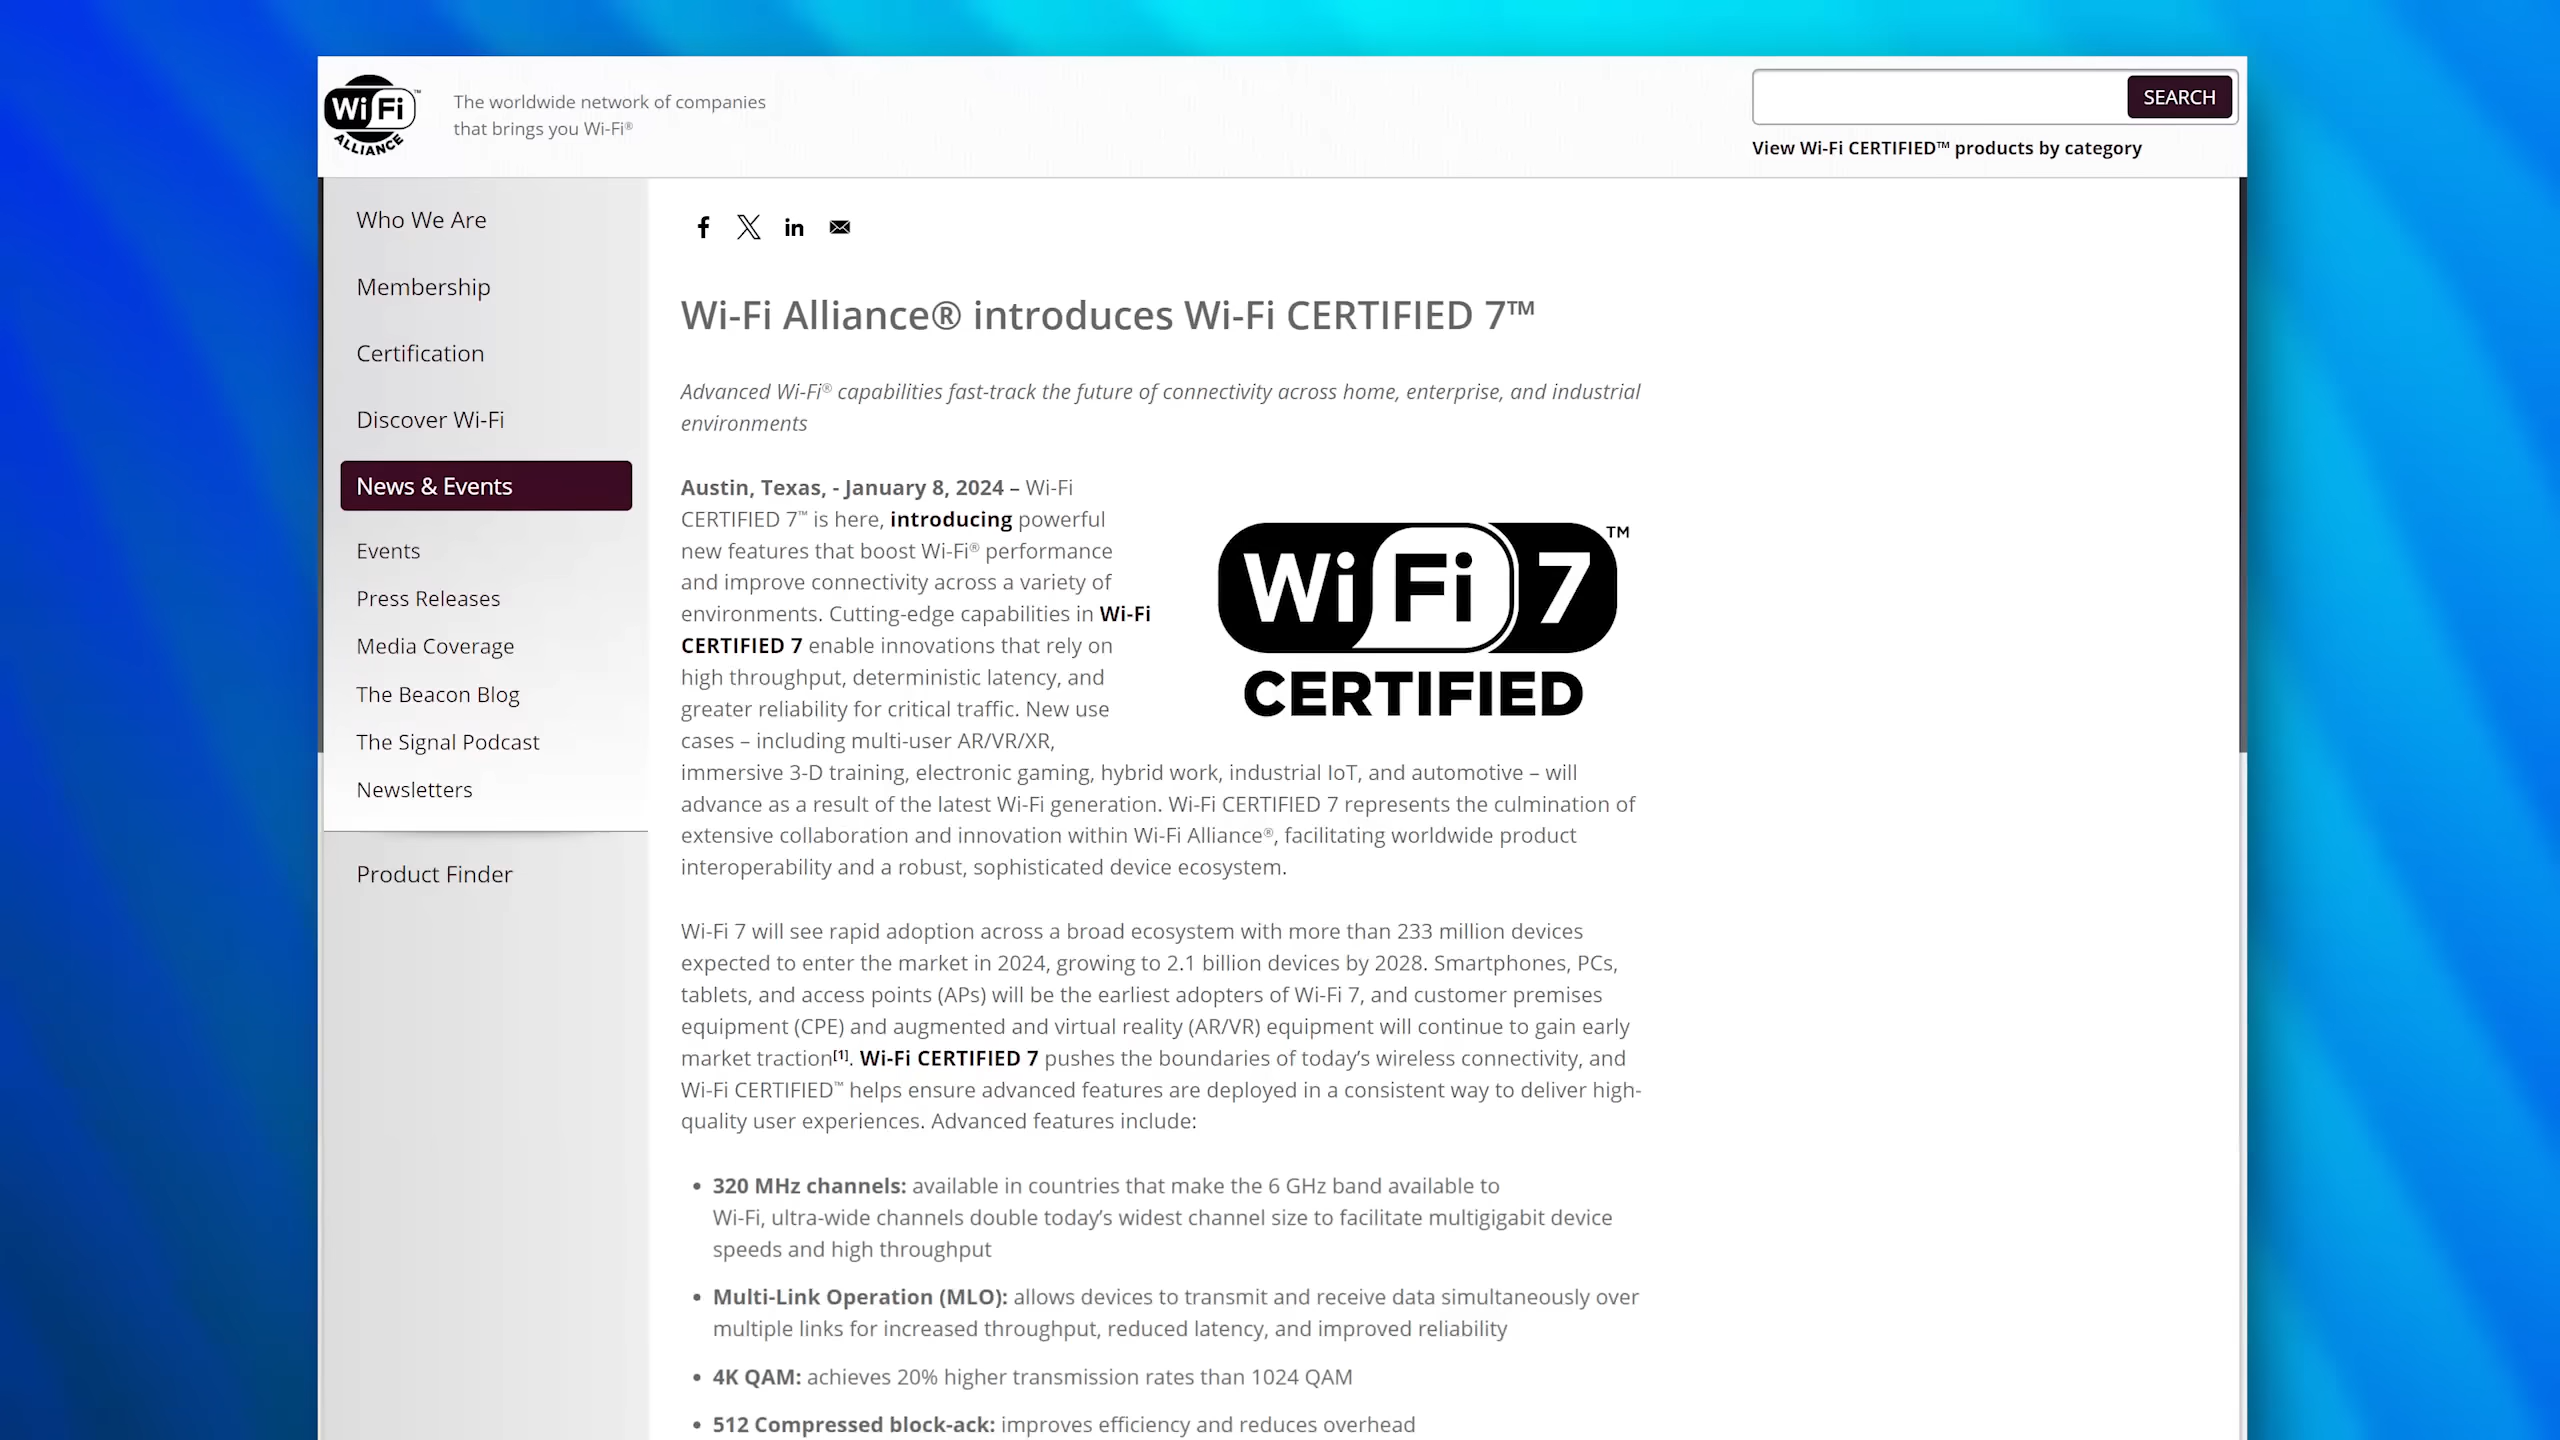 Wi Fi ™
ALLIANCE
The worldwide network of companies
that brings you Wi-Fi®
SEARCH
View Wi-Fi CERTIFIED™ products by category
Who We Are
Membership
Certification
Discover Wi-Fi
News & Events
Events
Press Releases
Media Coverage
The Beacon Blog
The Signal Podcast
Newsletters
Product Finder
f X in
Wi-Fi Alliance® introduces Wi-Fi CERTIFIED 7™
Advanced Wi-Fi® capabilities fast-track the future of connectivity across home, enterprise, and industrial
environments
Austin, Texas, - January 8, 2024 – Wi-Fi
CERTIFIED 7™ is here, introducing powerful
new features that boost Wi-Fi® performance
and improve connectivity across a variety of
environments. Cutting-edge capabilities in Wi-Fi
CERTIFIED 7 enable innovations that rely on
high throughput, deterministic latency, and
greater reliability for critical traffic. New use
cases – including multi-user AR/VR/XR,
immersive 3-D training, electronic gaming, hybrid work, industrial IoT, and automotive – will
advance as a result of the latest Wi-Fi generation. Wi-Fi CERTIFIED 7 represents the culmination of
extensive collaboration and innovation within Wi-Fi Alliance®, facilitating worldwide product
interoperability and a robust, sophisticated device ecosystem.
Wi Fi 7 ™
CERTIFIED
Wi-Fi 7 will see rapid adoption across a broad ecosystem with more than 233 million devices
expected to enter the market in 2024, growing to 2.1 billion devices by 2028. Smartphones, PCs,
tablets, and access points (APs) will be the earliest adopters of Wi-Fi 7, and customer premises
equipment (CPE) and augmented and virtual reality (AR/VR) equipment will continue to gain early
market traction[1]. Wi-Fi CERTIFIED 7 pushes the boundaries of today’s wireless connectivity, and
Wi-Fi CERTIFIED™ helps ensure advanced features are deployed in a consistent way to deliver high-
quality user experiences. Advanced features include:
• 320 MHz channels: available in countries that make the 6 GHz band available to
Wi-Fi, ultra-wide channels double today’s widest channel size to facilitate multigigabit device
speeds and high throughput
• Multi-Link Operation (MLO): allows devices to transmit and receive data simultaneously over
multiple links for increased throughput, reduced latency, and improved reliability
• 4K QAM: achieves 20% higher transmission rates than 1024 QAM
• 512 Compressed block-ack: improves efficiency and reduces overhead